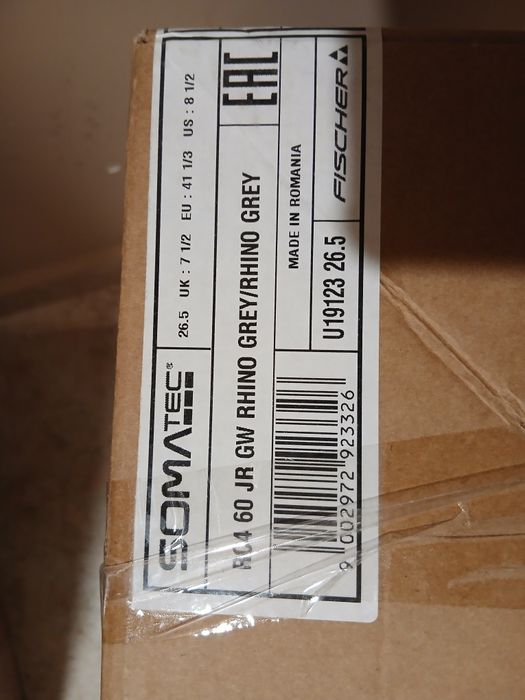 SOMATEC®
26.5 UK : 7 1/2 EU : 41 1/3 US : 8 1/2
RC4 60 JR GW RHINO GREY/RHINO GREY
EAC
9 002972 923326
MADE IN ROMANIA
U19123 26.5
FISCHER